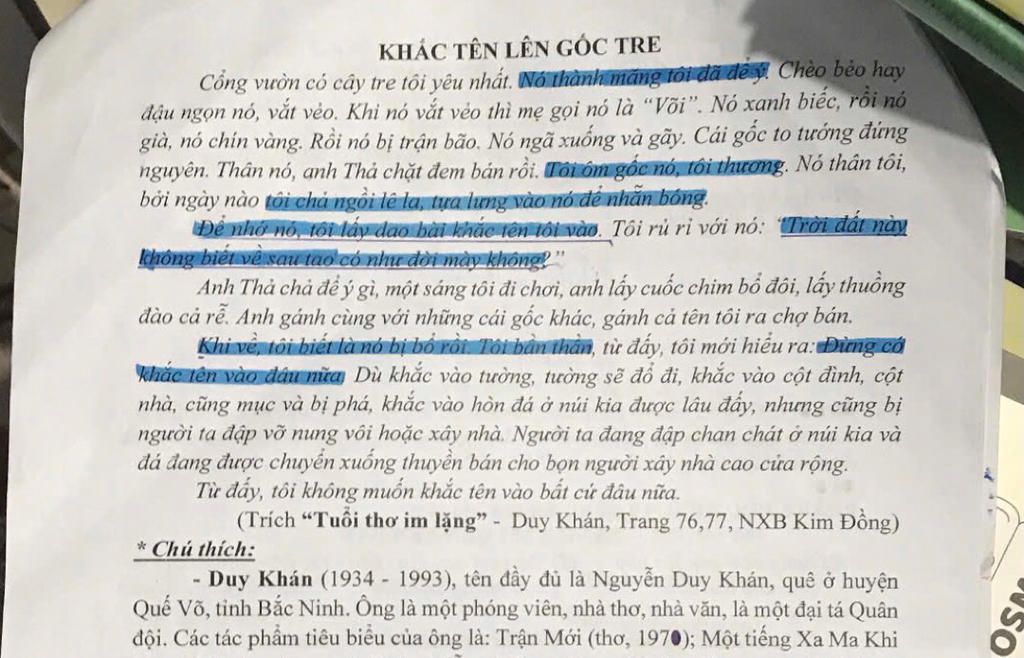 KHẮC TÊN LÊN GỐC TRE
Cổng vườn có cây tre tôi yêu nhất. Nó thành măng tôi đã để ý. Chèo bẻo hay
đậu ngọn nó, vắt vẻo. Khi nó vắt vẻo thì mẹ gọi nó là “Või”. Nó xanh biếc, rồi nó
già, nó chín vàng. Rồi nó bị trận bão. Nó ngã xuống và gãy. Cái gốc to tướng đứng
nguyên. Thân nó, anh Thả chặt đem bán rồi. Tôi ôm gốc nó, tôi thương. Nó thân tôi,
bởi ngày nào tôi chả ngồi lê la, tựa lưng vào nó để nhẵn bóng.
Để nhớ nó, tôi lấy dao bài khắc tên tôi vào. Tôi rủ rỉ với nó: “Trời đất này
không biết về sau tao có như đời mày không?”
Anh Thả chả để ý gì, một sáng tôi đi chơi, anh lấy cuốc chim bổ đôi, lấy thuồng
đào cả rễ. Anh gánh cùng với những cái gốc khác, gánh cả tên tôi ra chợ bán.
Khi về, tôi biết là nó bị bổ rồi. Tôi bần thần, từ đấy, tôi mới hiểu ra: Đừng có
khắc tên vào đâu nữa. Dù khắc vào tường, tường sẽ đổ đi, khắc vào cột đình, cột
nhà, cũng mục và bị phá, khắc vào hòn đá ở núi kia được lâu đấy, nhưng cũng bị
người ta đập vỡ nung vôi hoặc xây nhà. Người ta đang đập chan chát ở núi kia và
đá đang được chuyển xuống thuyền bán cho bọn người xây nhà cao cửa rộng.
Từ đấy, tôi không muốn khắc tên vào bất cứ đâu nữa.
(Trích “Tuổi thơ im lặng” - Duy Khán, Trang 76,77, NXB Kim Đồng)
* Chú thích:
- Duy Khán (1934 - 1993), tên đầy đủ là Nguyễn Duy Khán, quê ở huyện
Quế Võ, tỉnh Bắc Ninh. Ông là một phóng viên, nhà thơ, nhà văn, là một đại tá Quân
đội. Các tác phẩm tiêu biểu của ông là: Trận Mới (thơ, 1970); Một tiếng Xa Ma Khi